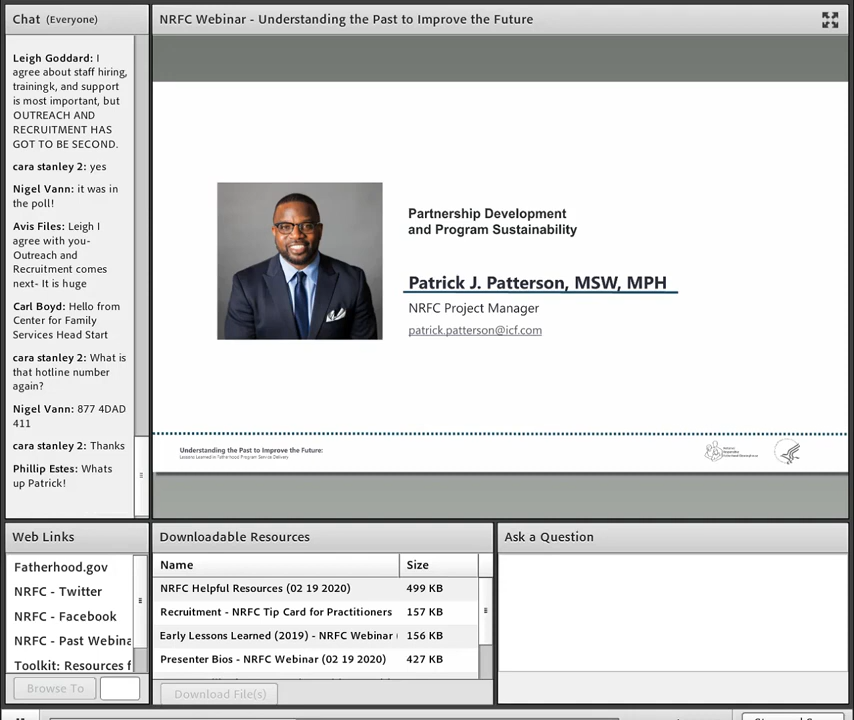 Chat (Everyone)
NRFC Webinar - Understanding the Past to Improve the Future
Leigh Goddard: I
agree about staff hiring,
trainingk, and support
is most important, but
OUTREACH AND
RECRUITMENT HAS
GOT TO BE SECOND.
cara stanley 2: yes
Nigel Vann: it was in
the poll!
Avis Files: Leigh I
agree with you-
Outreach and
Recruitment comes
next- It is huge
Carl Boyd: Hello from
Center for Family
Services Head Start
cara stanley 2: What is
that hotline number
again?
Nigel Vann: 877 4DAD
411
cara stanley 2: Thanks
Phillip Estes: Whats
up Patrick!
Partnership Development
and Program Sustainability
Patrick J. Patterson, MSW, MPH
NRFC Project Manager
patrick.patterson@icf.com
Understanding the Past to Improve the Future:
Lessons Learned in Fatherhood Program Service Delivery
Web Links
Fatherhood.gov
NRFC - Twitter
NRFC - Facebook
NRFC - Past Webina
Toolkit: Resources f
Browse To
Downloadable Resources
Name Size
NRFC Helpful Resources (02 19 2020) 499 KB
Recruitment - NRFC Tip Card for Practitioners 157 KB
Early Lessons Learned (2019) - NRFC Webinar 156 KB
Presenter Bios - NRFC Webinar (02 19 2020) 427 KB
Download File(s)
Ask a Question